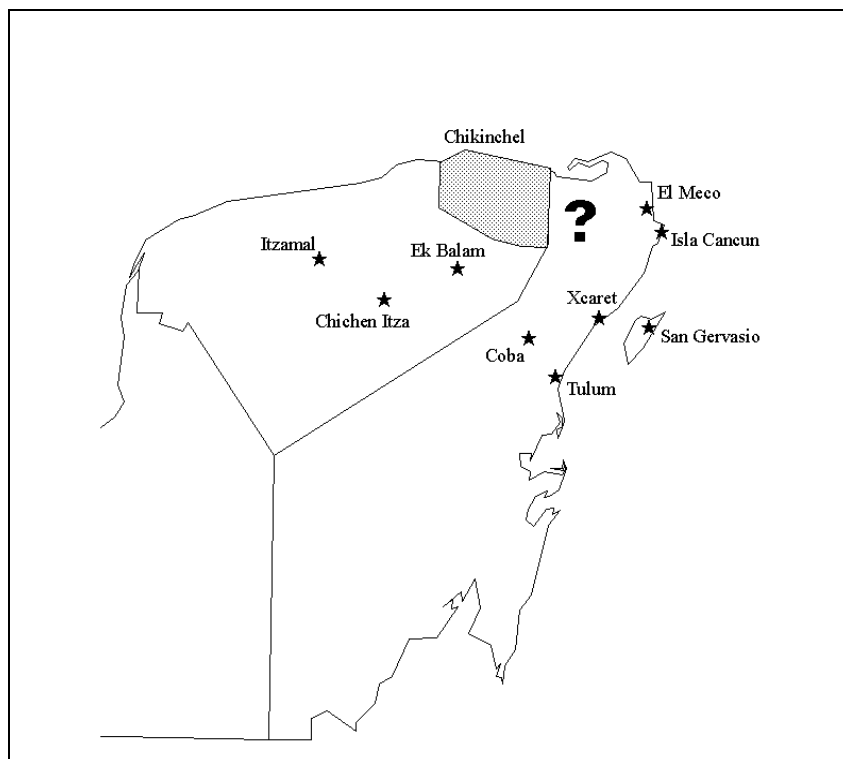 Chikinchel
El Meco
?
Isla Cancun
Itzamal
Ek Balam
Xcaret
Chichen Itza
San Gervasio
Coba
Tulum